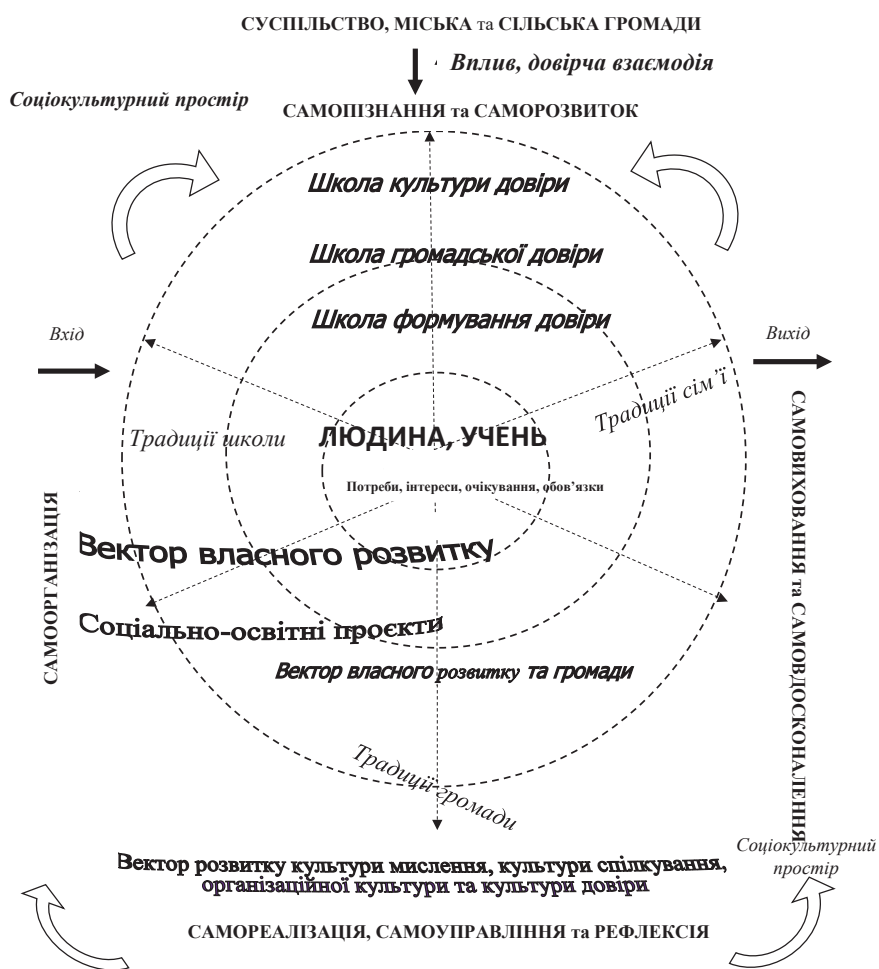 СУСПІЛЬСТВО, МІСЬКА та СІЛЬСЬКА ГРОМАДИ
Вплив, довірча взаємодія
Соціокультурний простір
САМОПІЗНАННЯ та САМОРОЗВИТОК
Школа культури довіри
Школа громадської довіри
Школа формування довіри
Вхід
Вихід
Традиції сім’ї
Традиції школи
ЛЮДИНА, УЧЕНЬ
Потреби, інтереси, очікування, обов’язки
САМООРГАНІЗАЦІЯ
САМОВИХОВАННЯ та САМОВДОСКОНАЛЕННЯ
Вектор власного розвитку
Соціально-освітні проєкти
Вектор власного розвитку та громади
Традиції громади
Соціокультурний
простір
Вектор розвитку культури мислення, культури спілкування,
організаційної культури та культури довіри
САМОРЕАЛІЗАЦІЯ, САМОУПРАВЛІННЯ та РЕФЛЕКСІЯ